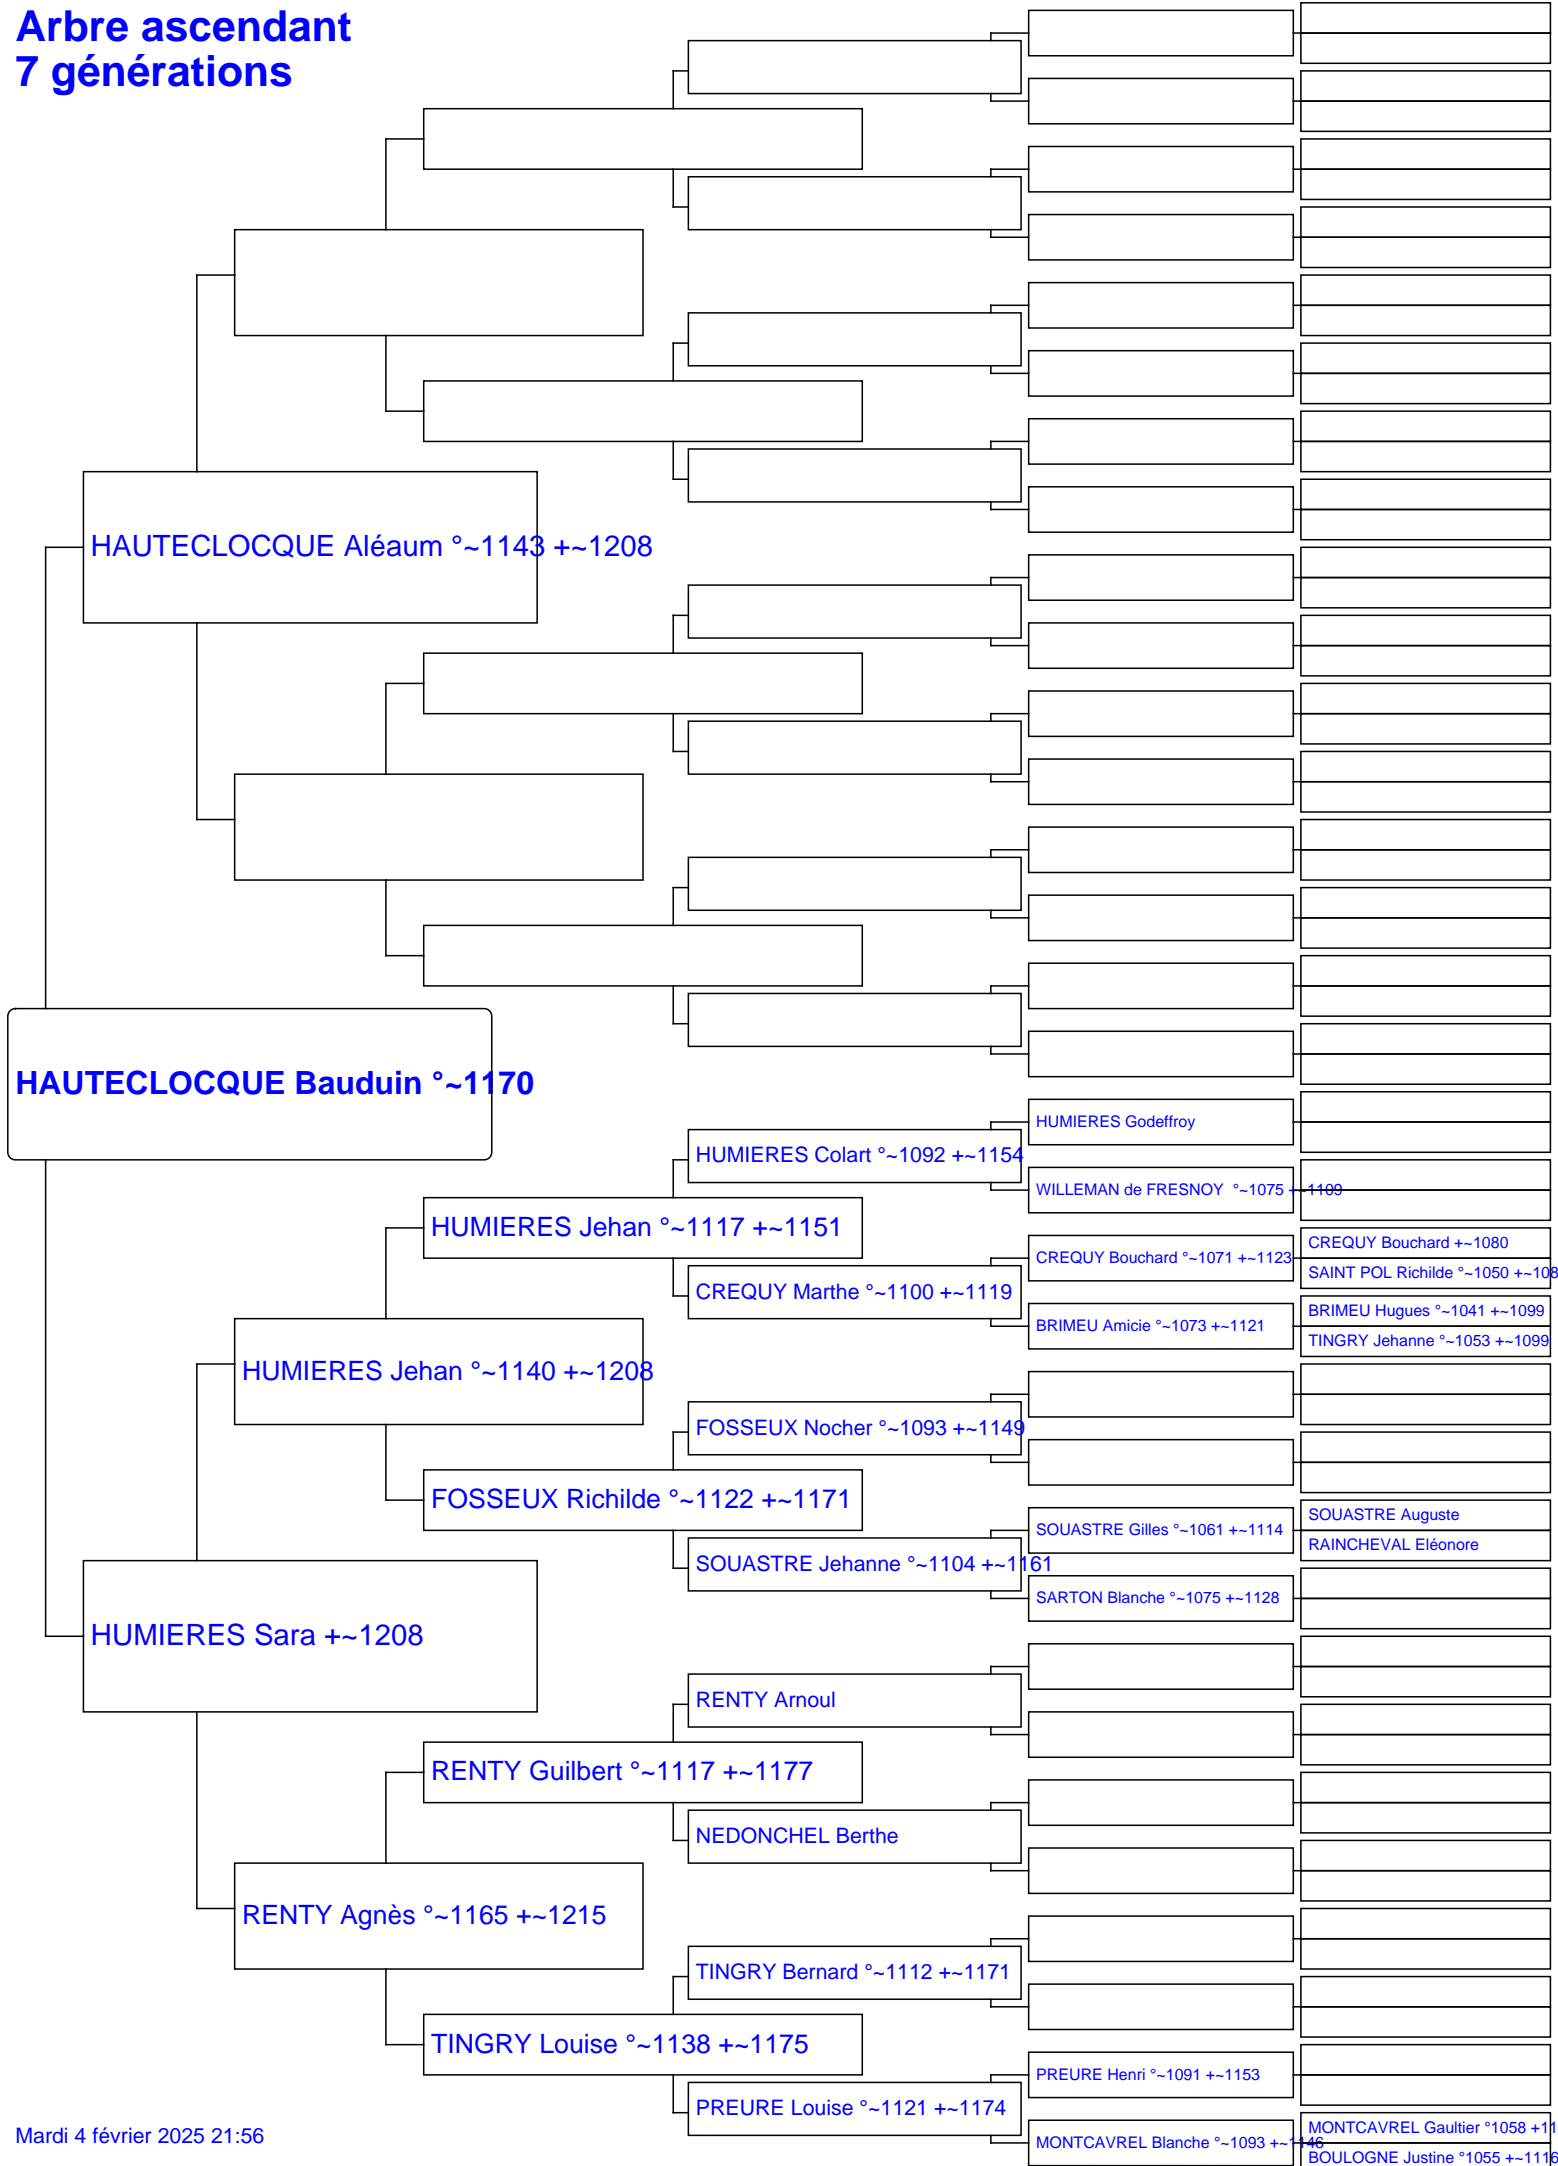 Arbre ascendant
7 générations
HAUTECLOCQUE Aléaum °~1143 +~1208
HAUTECLOCQUE Bauduin °~1170
HUMIERES Godeffroy
HUMIERES Colart °~1092 +~1154
WILLEMAN de FRESNOY °~1075 +~1109
HUMIERES Jehan °~1117 +~1151
CREQUY Bouchard +~1080
CREQUY Bouchard °~1071 +~1123
SAINT POL Richilde °~1050 +~108
CREQUY Marthe °~1100 +~1119
BRIMEU Hugues °~1041 +~1099
BRIMEU Amicie °~1073 +~1121
TINGRY Jehanne °~1053 +~1099
HUMIERES Jehan °~1140 +~1208
FOSSEUX Nocher °~1093 +~1149
FOSSEUX Richilde °~1122 +~1171
SOUASTRE Auguste
SOUASTRE Gilles °~1061 +~1114
RAINCHEVAL Eléonore
SOUASTRE Jehanne °~1104 +~1161
SARTON Blanche °~1075 +~1128
HUMIERES Sara +~1208
RENTY Arnoul
RENTY Guilbert °~1117 +~1177
NEDONCHEL Berthe
RENTY Agnès °~1165 +~1215
TINGRY Bernard °~1112 +~1171
TINGRY Louise °~1138 +~1175
PREURE Henri °~1091 +~1153
PREURE Louise °~1121 +~1174
MONTCAVREL Gaultier °1058 +11
MONTCAVREL Blanche °~1093 +~1146
BOULOGNE Justine °1055 +~1116
Mardi 4 février 2025 21:56